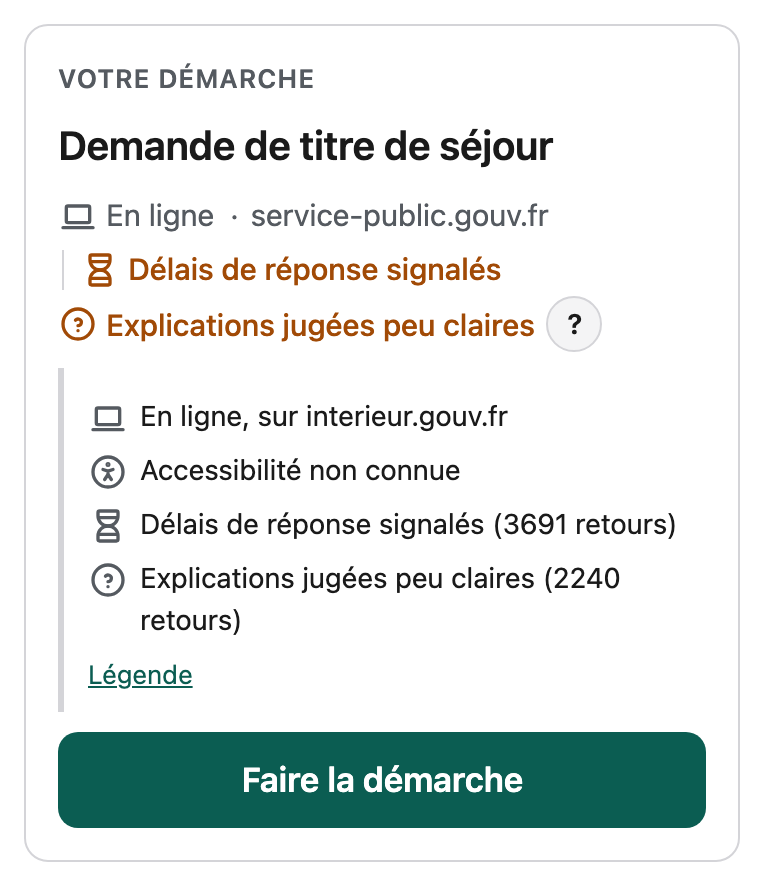 VOTRE DÉMARCHE
Demande de titre de séjour
En ligne · service-public.gouv.fr
Délais de réponse signalés
Explications jugées peu claires ?
En ligne, sur interieur.gouv.fr
Accessibilité non connue
Délais de réponse signalés (3691 retours)
Explications jugées peu claires (2240
retours)
Légende
Faire la démarche